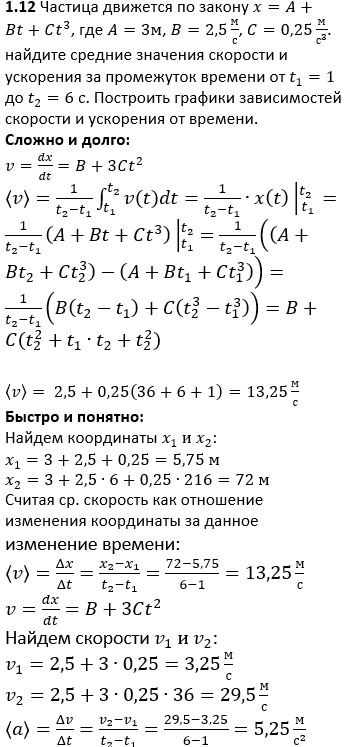 1.12 Частица движется по закону x = A +
Bt + Ct³, где A = 3м, B = 2,5 м/с, C = 0,25 м/с³.
найдите средние значения скорости и
ускорения за промежуток времени от t₁ = 1
до t₂ = 6 с. Построить графики зависимостей
скорости и ускорения от времени.
Сложно и долго:
v = dx/dt = B + 3Ct²
⟨v⟩ = 1/(t₂−t₁) ∫_{t₁}^{t₂} v(t)dt = 1/(t₂−t₁) · x(t) |_{t₁}^{t₂} =
1/(t₂−t₁) (A + Bt + Ct³) |_{t₁}^{t₂} = 1/(t₂−t₁) ((A +
Bt₂ + Ct₂³) − (A + Bt₁ + Ct₁³)) =
1/(t₂−t₁) (B(t₂ − t₁) + C(t₂³ − t₁³)) = B +
C(t₂² + t₁ · t₂ + t₂²)
⟨v⟩ = 2,5 + 0,25(36 + 6 + 1) = 13,25 м/с
Быстро и понятно:
Найдем координаты x₁ и x₂:
x₁ = 3 + 2,5 + 0,25 = 5,75 м
x₂ = 3 + 2,5 · 6 + 0,25 · 216 = 72 м
Считая ср. скорость как отношение
изменения координаты за данное
изменение времени:
⟨v⟩ = Δx/Δt = (x₂−x₁)/(t₂−t₁) = (72−5,75)/(6−1) = 13,25 м/с
v = dx/dt = B + 3Ct²
Найдем скорости v₁ и v₂:
v₁ = 2,5 + 3 · 0,25 = 3,25 м/с
v₂ = 2,5 + 3 · 0,25 · 36 = 29,5 м/с
⟨a⟩ = Δv/Δt = (v₂−v₁)/(t₂−t₁) = (29,5−3,25)/(6−1) = 5,25 м/с²